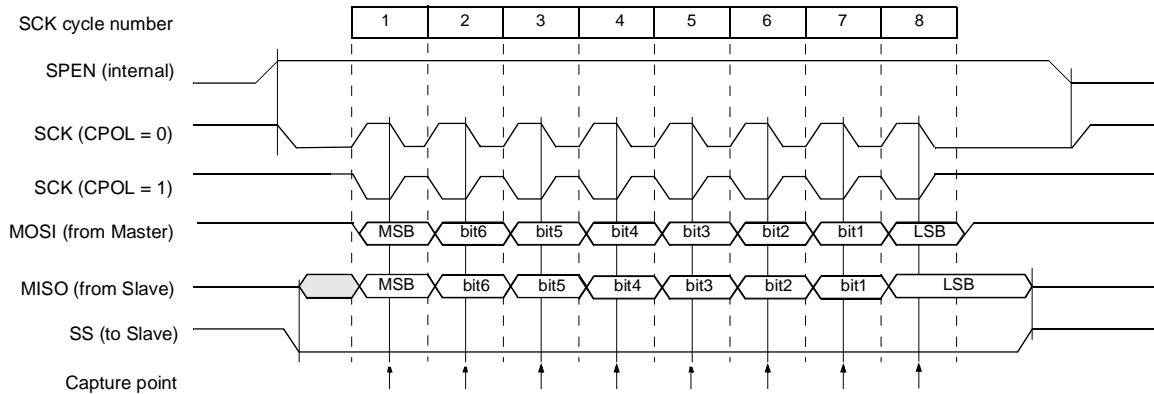 SCK cycle number 1 2 3 4 5 6 7 8
SPEN (internal)
SCK (CPOL = 0)
SCK (CPOL = 1)
MOSI (from Master) MSB bit6 bit5 bit4 bit3 bit2 bit1 LSB
MISO (from Slave) MSB bit6 bit5 bit4 bit3 bit2 bit1 LSB
SS (to Slave)
Capture point